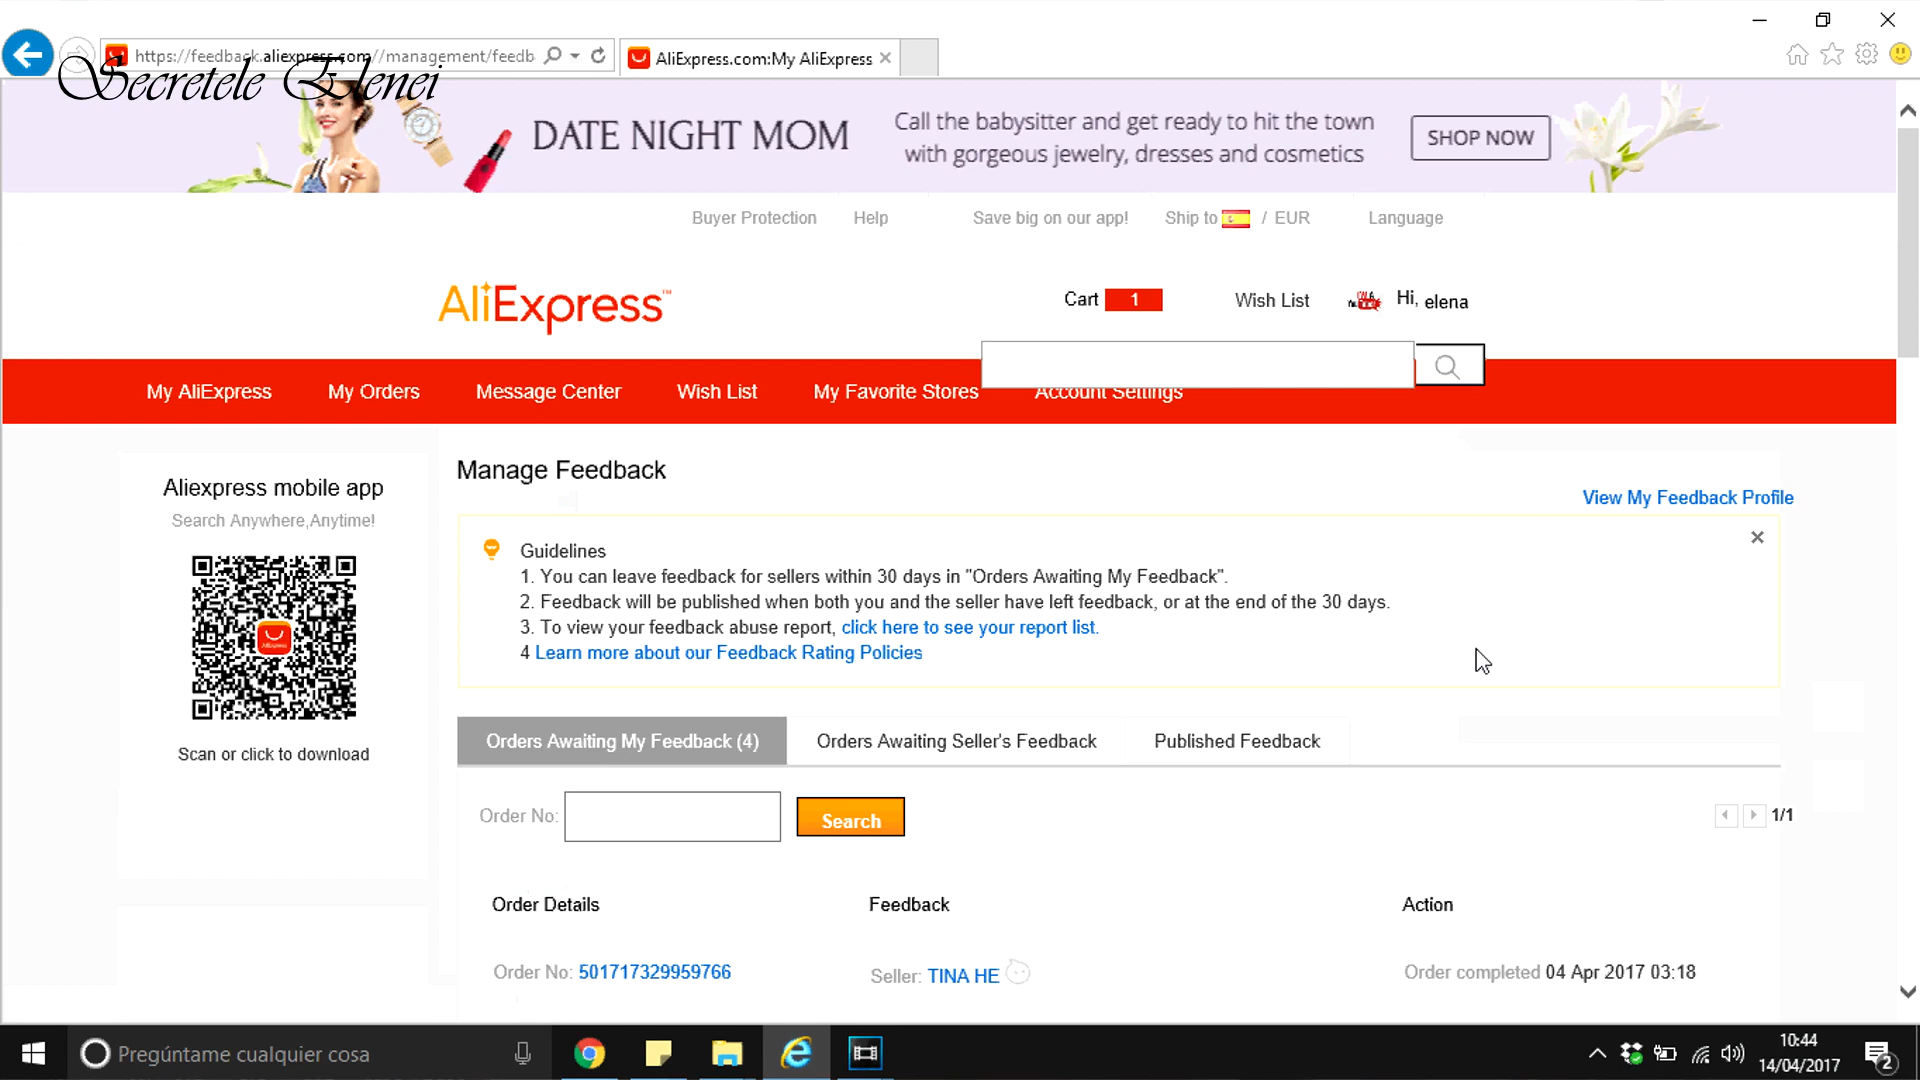 https://feedback.aliexpress.com//management/feedb
AliExpress.com:My AliExpress
Secretele Elenei
DATE NIGHT MOM
Call the babysitter and get ready to hit the town
with gorgeous jewelry, dresses and cosmetics
SHOP NOW
Buyer Protection Help Save big on our app! Ship to / EUR Language
AliExpress™
Cart 1 Wish List Hi, elena
My AliExpress My Orders Message Center Wish List My Favorite Stores Account Settings
Aliexpress mobile app
Search Anywhere,Anytime!
AliExpress
Scan or click to download
Manage Feedback
View My Feedback Profile
Guidelines
1. You can leave feedback for sellers within 30 days in "Orders Awaiting My Feedback".
2. Feedback will be published when both you and the seller have left feedback, or at the end of the 30 days.
3. To view your feedback abuse report, click here to see your report list.
4 Learn more about our Feedback Rating Policies
Orders Awaiting My Feedback (4) Orders Awaiting Seller's Feedback Published Feedback
Order No: Search 1/1
Order Details Feedback Action
Order No: 501717329959766 Seller: TINA HE Order completed 04 Apr 2017 03:18
Pregúntame cualquier cosa
10:44
14/04/2017
2